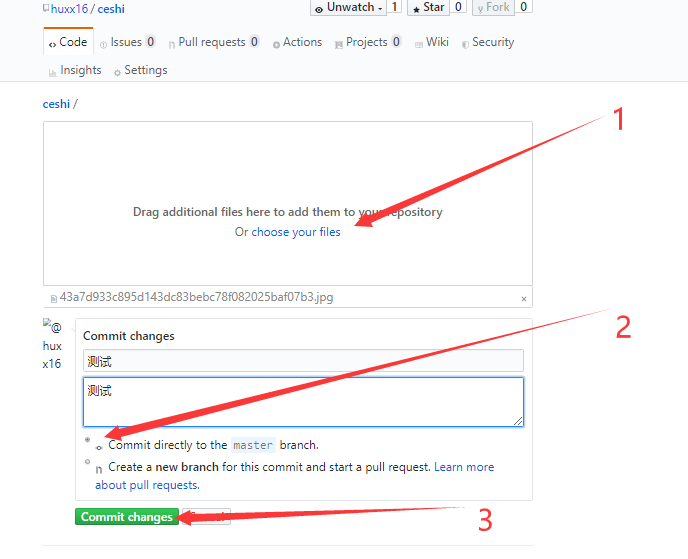 huxx16 / ceshi
Unwatch 1 Star 0 Fork 0
Code Issues 0 Pull requests 0 Actions Projects 0 Wiki Security
Insights Settings
ceshi /
1
Drag additional files here to add them to your repository
Or choose your files
43a7d933c895d143dc83bebc78f082025baf07b3.jpg ×
2
@huxx16
Commit changes
测试
测试
Commit directly to the master branch.
Create a new branch for this commit and start a pull request. Learn more
about pull requests.
Commit changes
3